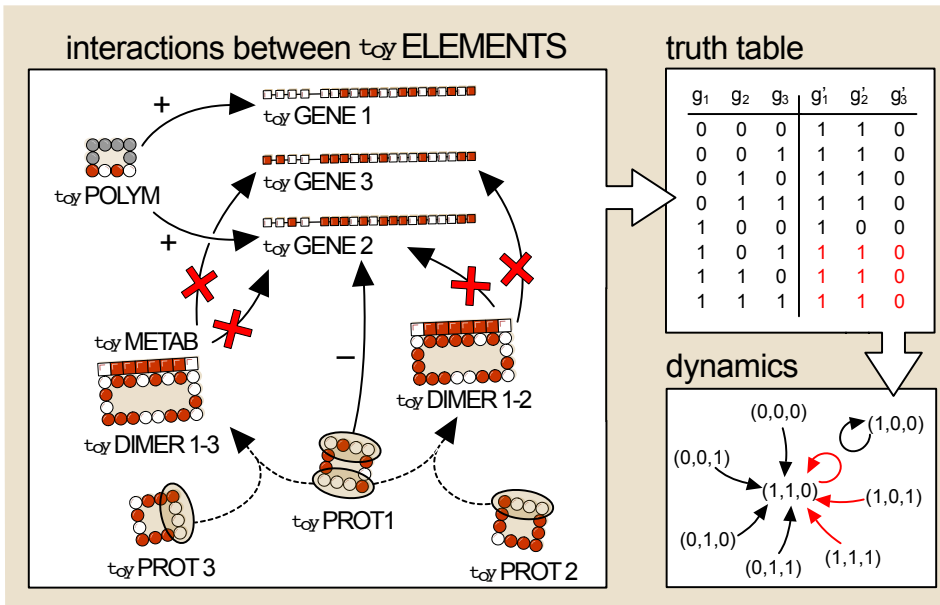 interactions between toy ELEMENTS
+
toy GENE 1
toy POLYM
toy GENE 3
+
toy GENE 2
toy METAB
–
toy DIMER 1-3
toy DIMER 1-2
toy PROT1
toy PROT 3
toy PROT 2
truth table
g1 g2 g3 g'1 g'2 g'3
0 0 0 1 1 0
0 0 1 1 1 0
0 1 0 1 1 0
0 1 1 1 1 0
1 0 0 1 0 0
1 0 1 1 1 0
1 1 0 1 1 0
1 1 1 1 1 0
dynamics
(0,0,0)
(1,0,0)
(0,0,1)
(1,1,0)
(1,0,1)
(0,1,0)
(0,1,1)
(1,1,1)